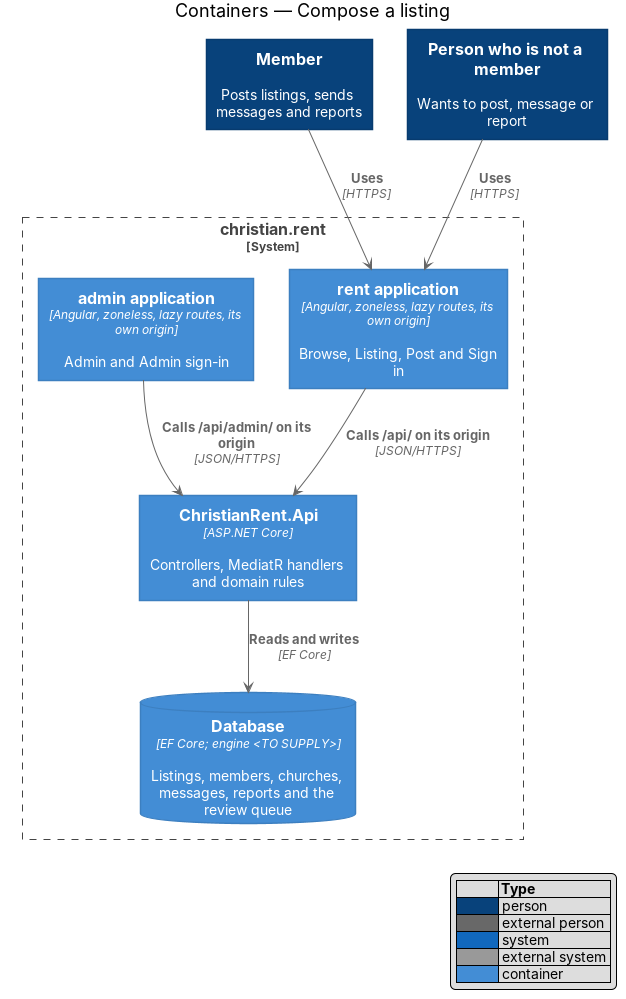 Containers — Compose a listing
Member
Posts listings, sends
messages and reports
Person who is not a
member
Wants to post, message or
report
Uses
[HTTPS]
Uses
[HTTPS]
christian.rent
[System]
admin application
[Angular, zoneless, lazy routes, its
own origin]
Admin and Admin sign-in
rent application
[Angular, zoneless, lazy routes, its
own origin]
Browse, Listing, Post and Sign
in
Calls /api/admin/ on its
origin
[JSON/HTTPS]
Calls /api/ on its origin
[JSON/HTTPS]
ChristianRent.Api
[ASP.NET Core]
Controllers, MediatR handlers
and domain rules
Reads and writes
[EF Core]
Database
[EF Core; engine <TO SUPPLY>]
Listings, members, churches,
messages, reports and the
review queue
Type
person
external person
system
external system
container